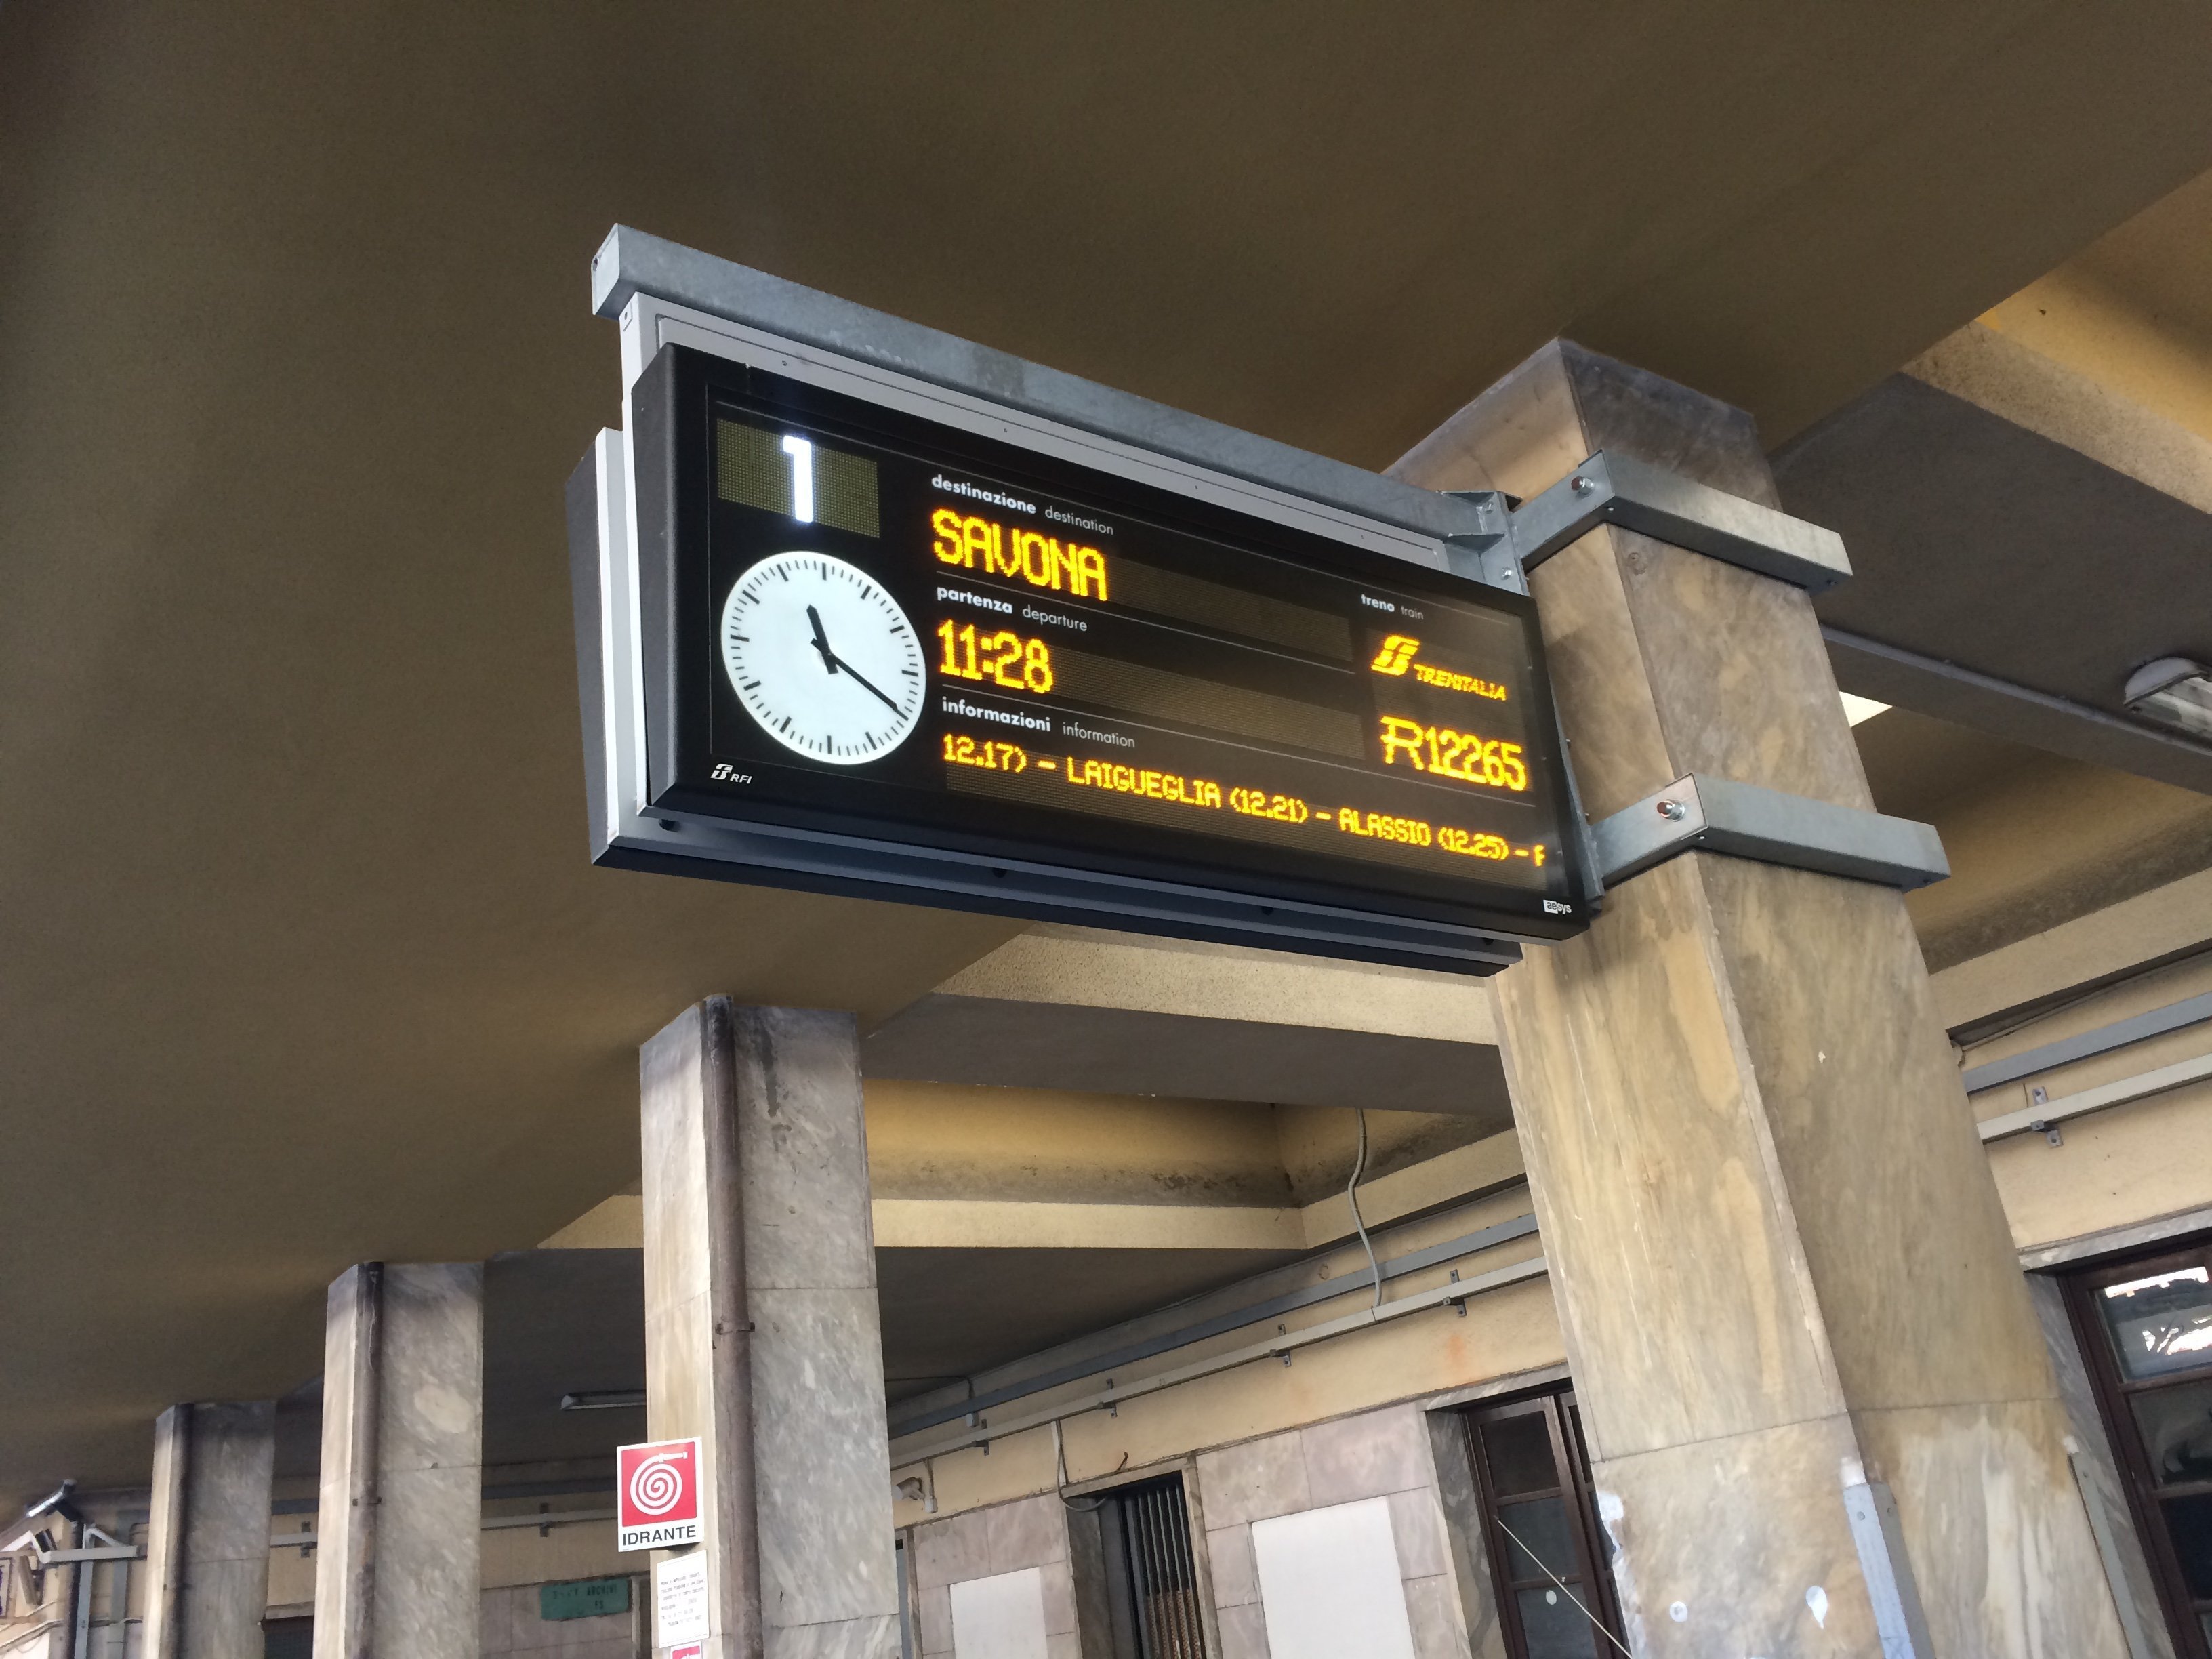 1
destinazione destination
SAVONA
partenza departure
11:28
treno train
TRENITALIA
R12265
informazioni information
12.17) - LAIGUEGLIA (12.21) - ALASSIO (12.25) -
RFI
aesys
IDRANTE